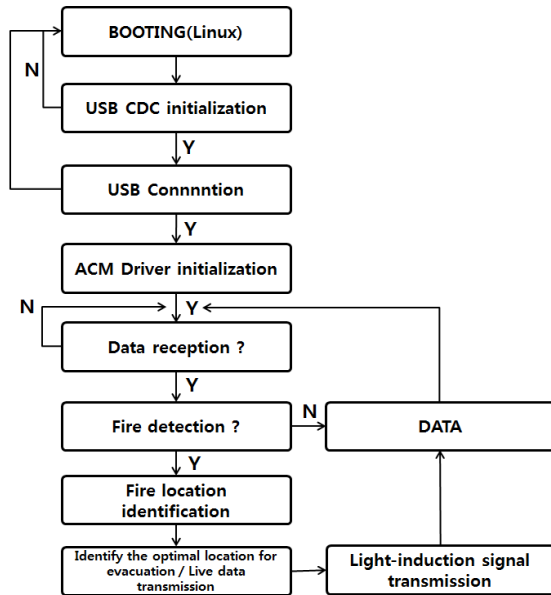 BOOTING(Linux)
N
USB CDC initialization
Y
USB Connnntion
Y
ACM Driver initialization
N
Y
Data reception ?
Y
Fire detection ?
N
DATA
Y
Fire location
identification
Identify the optimal location for
evacuation / Live data
transmission
Light-induction signal
transmission